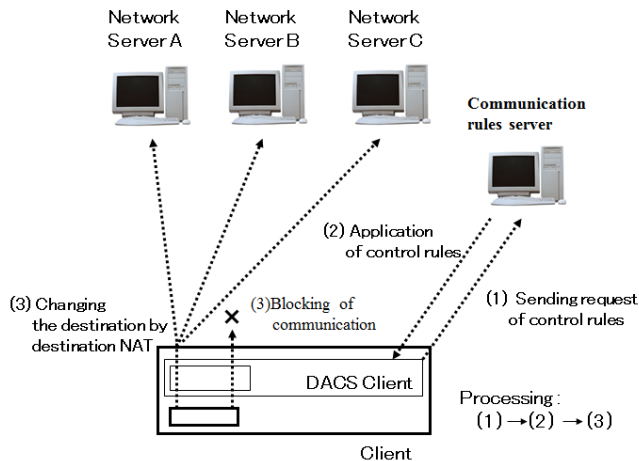 Network
Server A
Network
Server B
Network
Server C
Communication
rules server
(2) Application
of control rules
(1) Sending request
of control rules
(3) Changing
the destination by
destination NAT
(3)Blocking of
communication
DACS Client
Client
Processing:
(1) →(2) →(3)